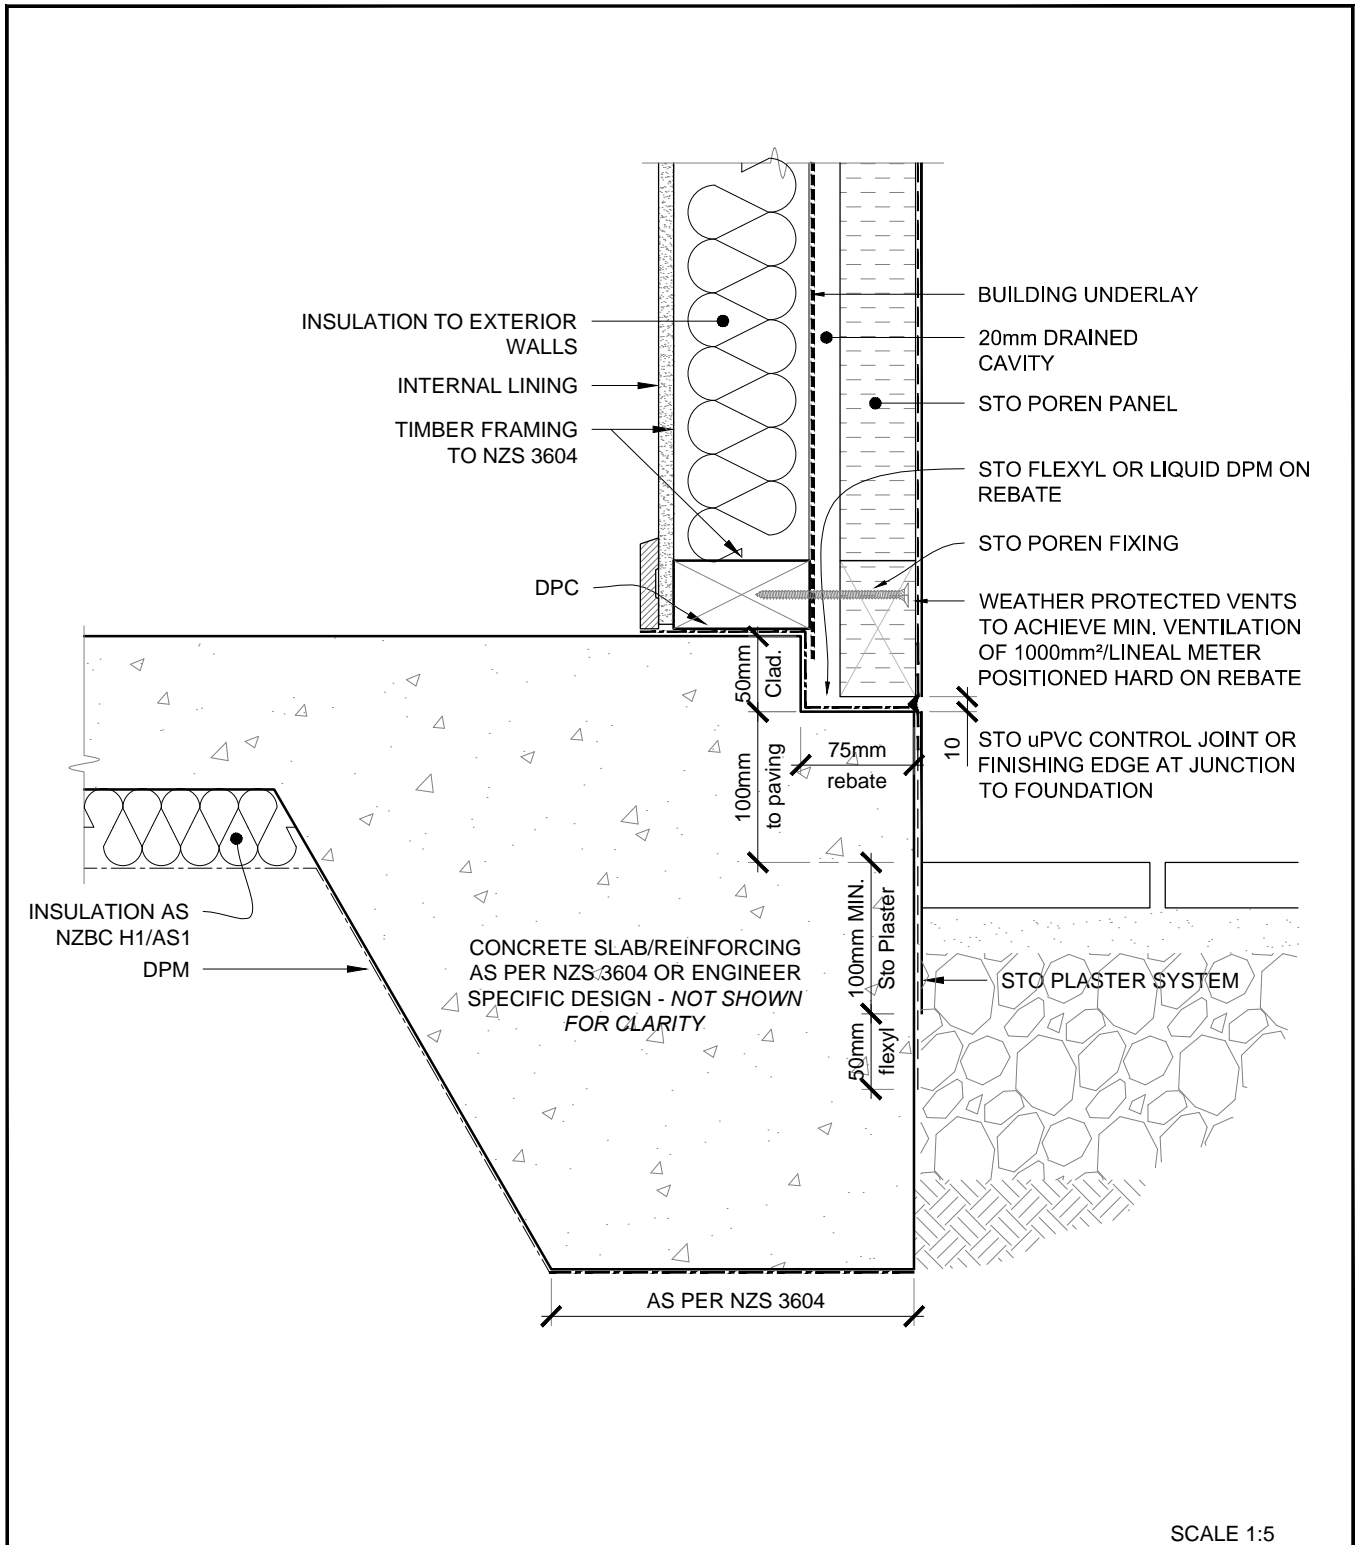 INSULATION TO EXTERIOR
WALLS
INTERNAL LINING
TIMBER FRAMING
TO NZS 3604
DPC
BUILDING UNDERLAY
20mm DRAINED
CAVITY
STO POREN PANEL
STO FLEXYL OR LIQUID DPM ON
REBATE
STO POREN FIXING
WEATHER PROTECTED VENTS
TO ACHIEVE MIN. VENTILATION
OF 1000mm²/LINEAL METER
POSITIONED HARD ON REBATE
STO uPVC CONTROL JOINT OR
FINISHING EDGE AT JUNCTION
TO FOUNDATION
10
50mm
Clad.
75mm
rebate
100mm
to paving
100mm MIN.
Sto Plaster
50mm
flexyl
INSULATION AS
NZBC H1/AS1
DPM
CONCRETE SLAB/REINFORCING
AS PER NZS 3604 OR ENGINEER
SPECIFIC DESIGN - NOT SHOWN
FOR CLARITY
STO PLASTER SYSTEM
AS PER NZS 3604
SCALE 1:5